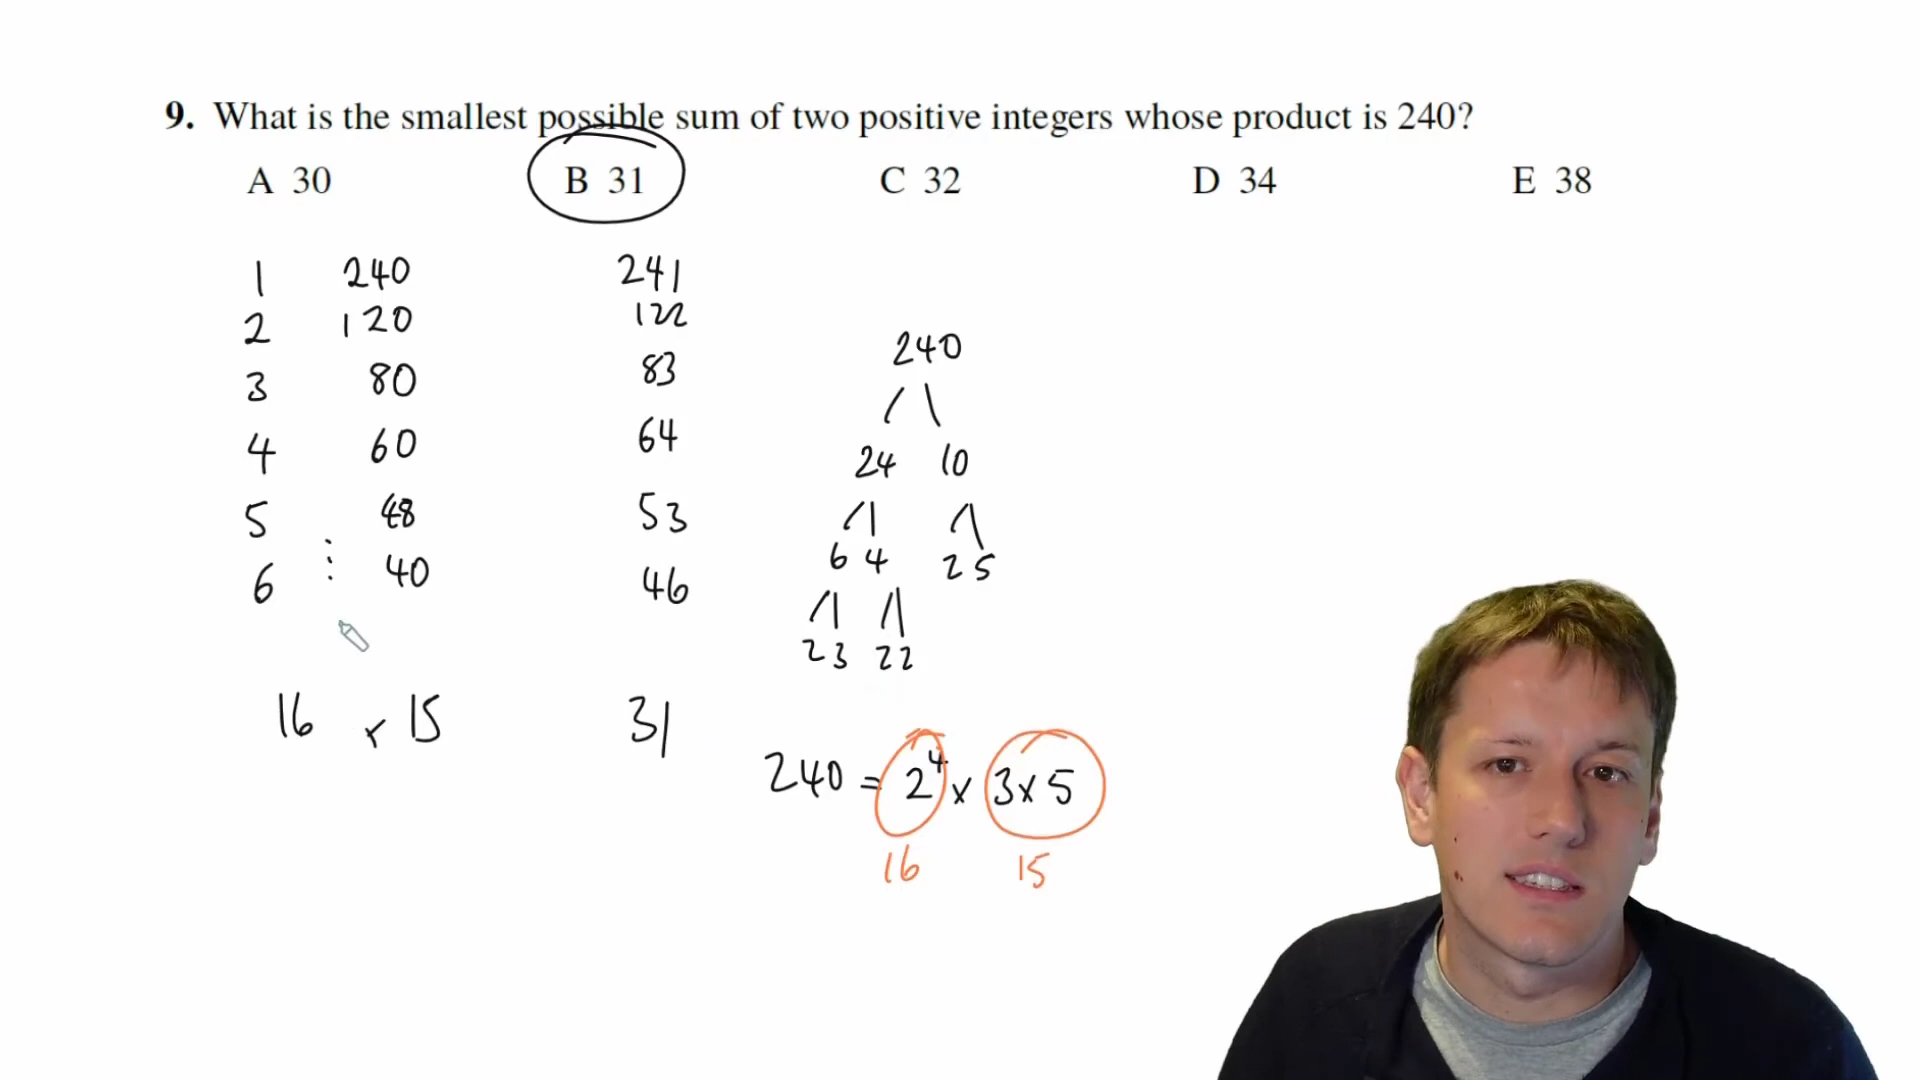 9. What is the smallest possible sum of two positive integers whose product is 240?
A 30 B 31 C 32 D 34 E 38
1 240 241
2 120 122
3 80 83
4 60 64
5 48 53
6 ⋮ 40 46
16 × 15 31
240
24 10
6 4 2 5
2 3 2 2
240 = 2⁴ × 3 × 5
16 15